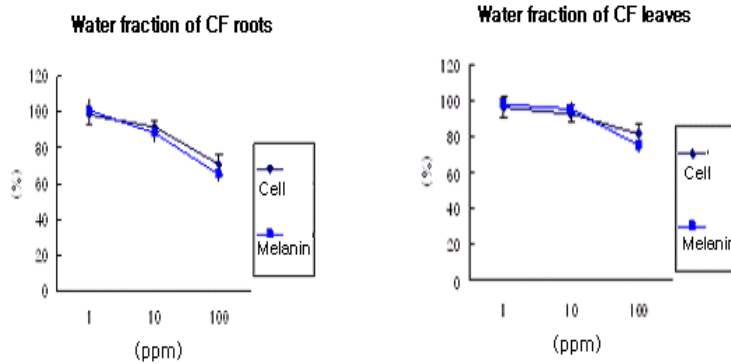 Water fraction of CF roots
120
100
80
60
40
20
0
(%)
1 10 100
(ppm)
Cell
Melanin
Water fraction of CF leaves
120
100
80
60
40
20
0
(%)
1 10 100
(ppm)
Cell
Melanin